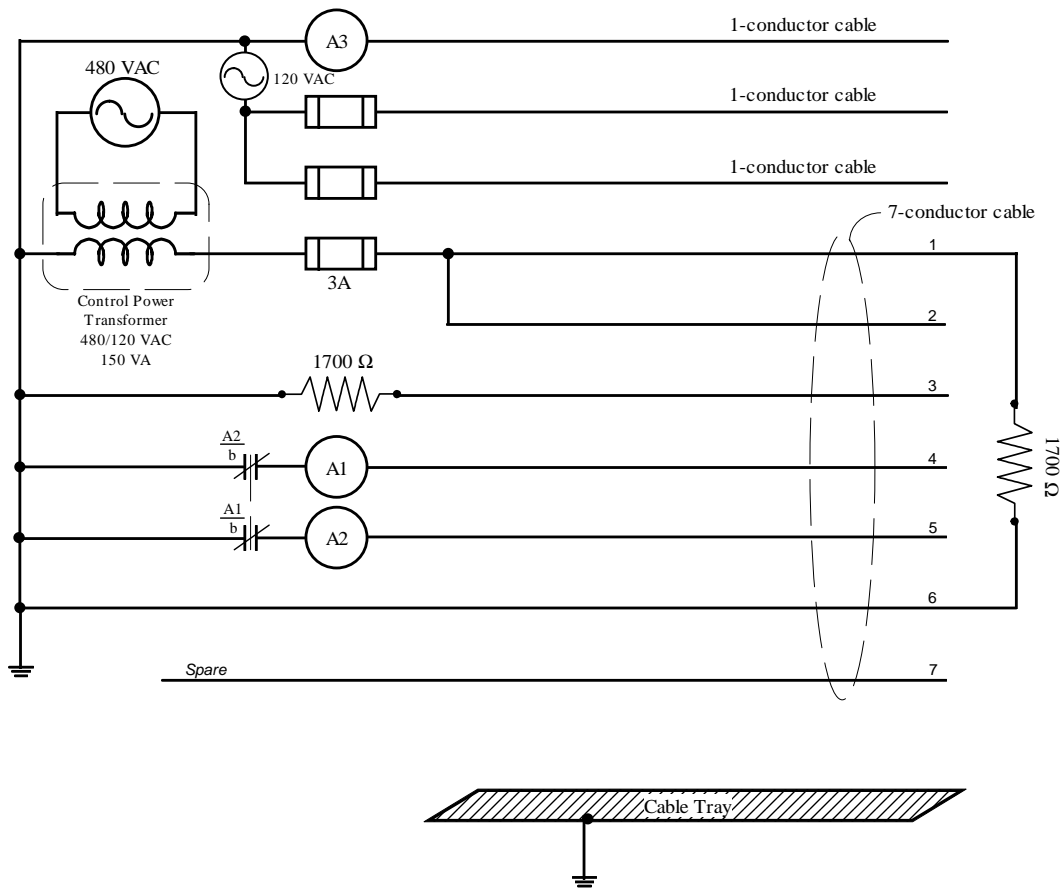 A3
1-conductor cable
480 VAC
120 VAC
1-conductor cable
1-conductor cable
7-conductor cable
1
3A
Control Power
Transformer
480/120 VAC
150 VA
2
1700 Ω
3
A2
b
A1
4
1700 Ω
A1
b
A2
5
6
Spare
7
Cable Tray